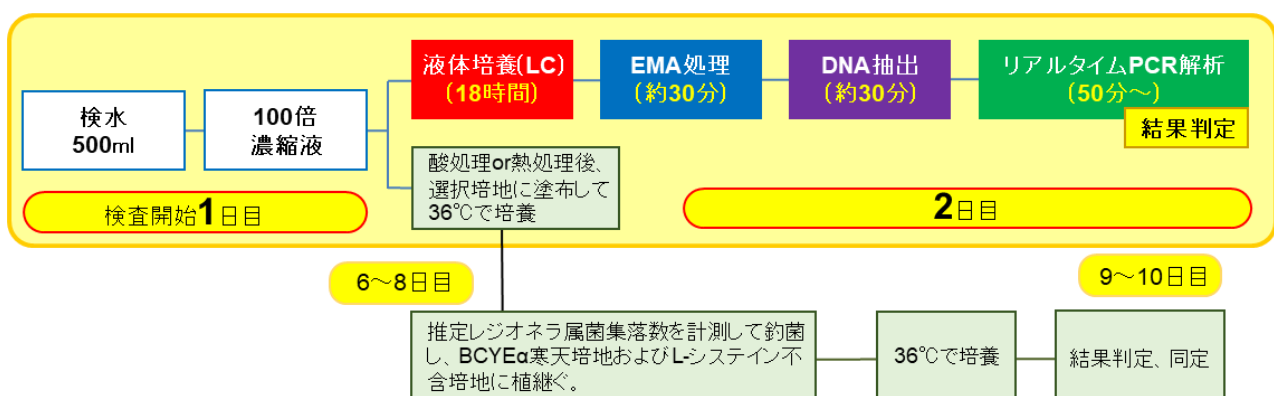 検水
500ml
100倍
濃縮液
液体培養(LC)
(18時間)
EMA処理
(約30分)
DNA抽出
(約30分)
リアルタイムPCR解析
(50分～)
結果判定
酸処理or熱処理後、
選択培地に塗布して
36℃で培養
検査開始1日目
2日目
6～8日目
9～10日目
推定レジオネラ属菌集落数を計測して釣菌
し、BCYEα寒天培地およびL-システイン不
含培地に植継ぐ。
36℃で培養
結果判定、同定